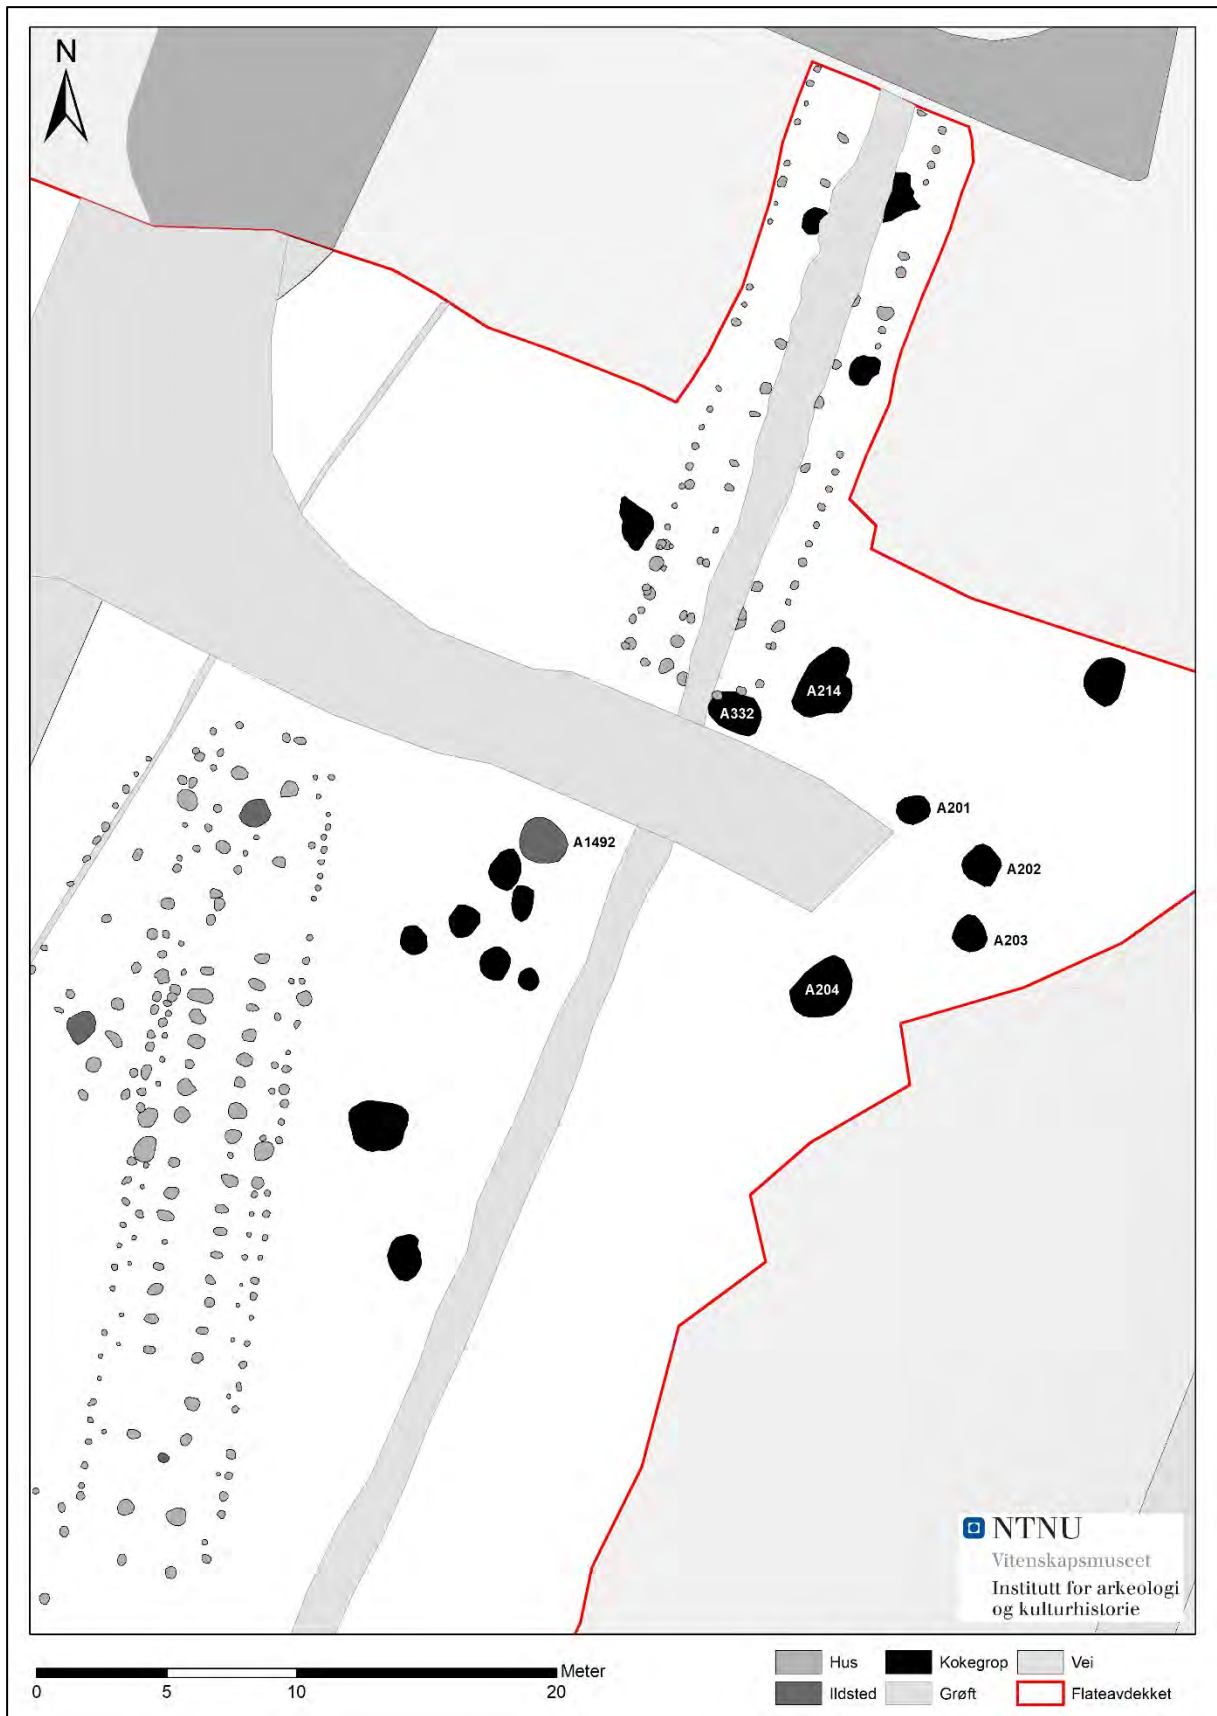 N
A332
A214
A201
A1492
A202
A203
A204
NTNU
Vitenskapsmuseet
Institutt for arkeologi
og kulturhistorie
Meter
0 5 10 20
Hus Kokegrop Vei
Ildsted Grøft Flateavdekket